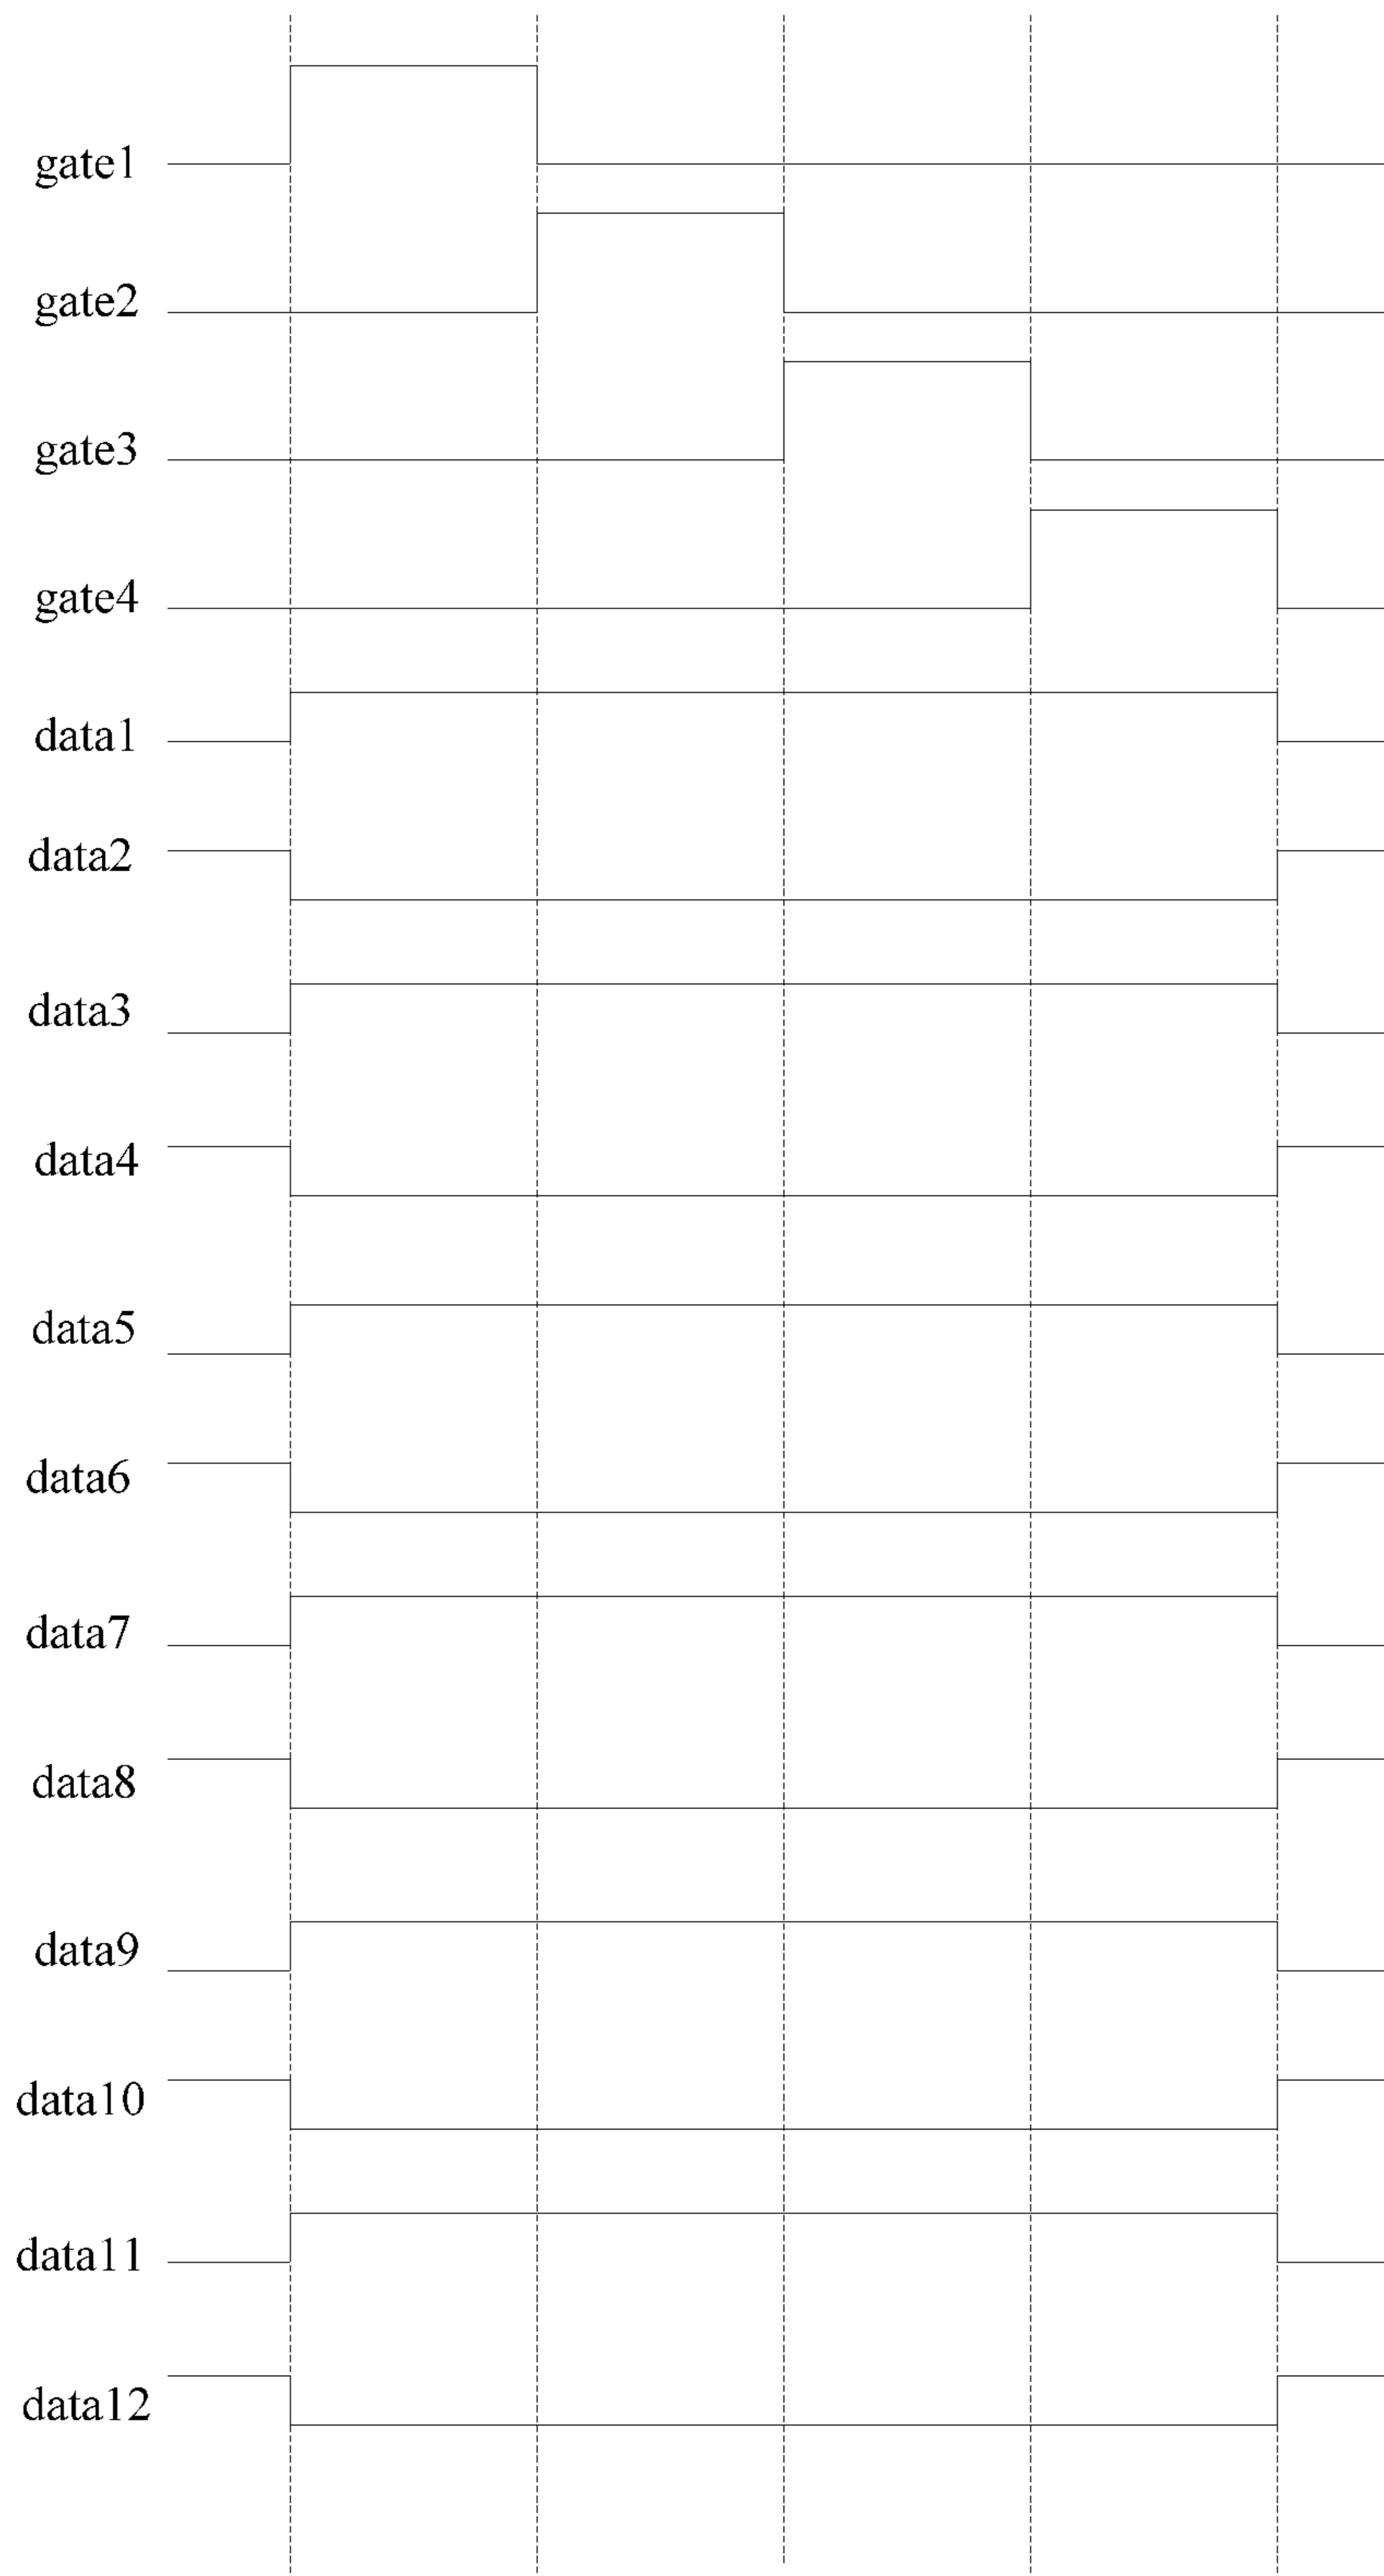 gate1
gate2
gate3
gate4
data1
data2
data3
data4
data5
data6
data7
data8
data9
data10
data11
data12